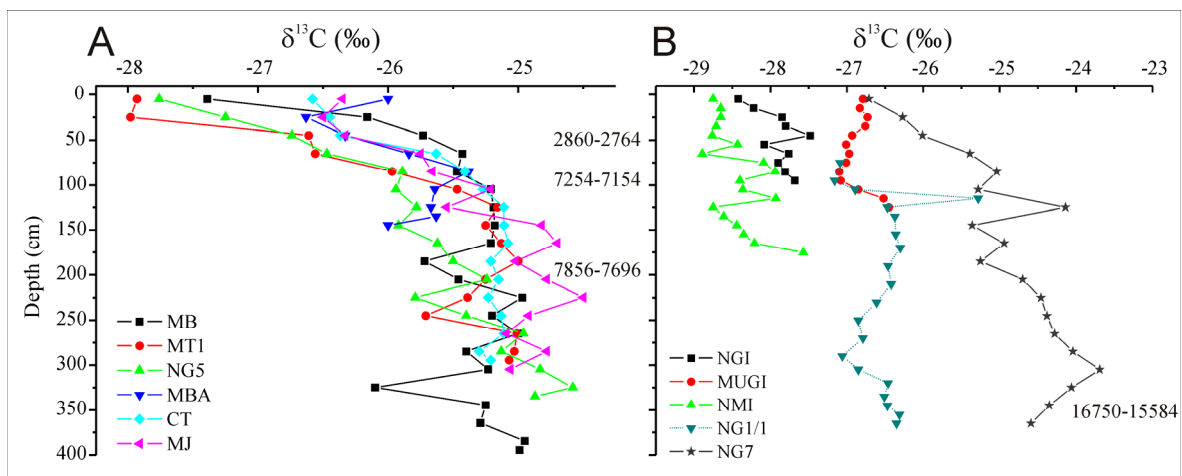 A
δ13C (‰)
-28 -27 -26 -25
Depth (cm)
0
50
100
150
200
250
300
350
400
2860-2764
7254-7154
7856-7696
MB
MT1
NG5
MBA
CT
MJ
B
δ13C (‰)
-29 -28 -27 -26 -25 -24 -23
NGI
MUGI
NMI
NG1/1
NG7
16750-15584